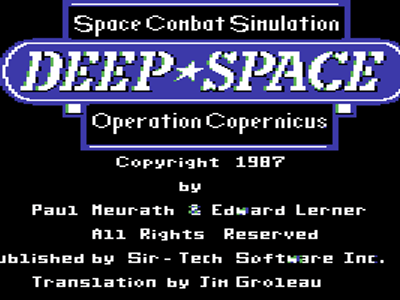 Space Combat Simulation
DEEP★SPACE
Operation Copernicus
Copyright 1987
by
Paul Neurath & Edward Lerner
All Rights Reserved
ublished by Sir-Tech Software Inc.
Translation by Jim Groleau